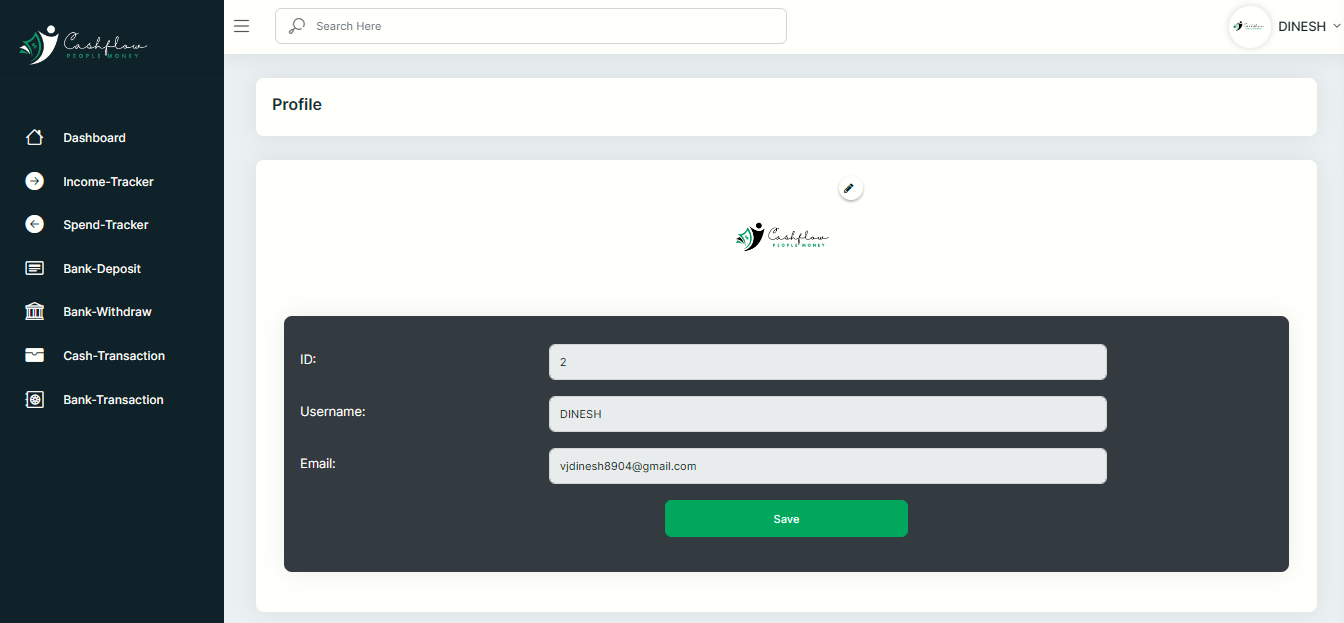 Cashflow
PEOPLE MONEY
Search Here
DINESH
Dashboard
Income-Tracker
Spend-Tracker
Bank-Deposit
Bank-Withdraw
Cash-Transaction
Bank-Transaction
Profile
Cashflow
PEOPLE MONEY
ID:
2
Username:
DINESH
Email:
vjdinesh8904@gmail.com
Save